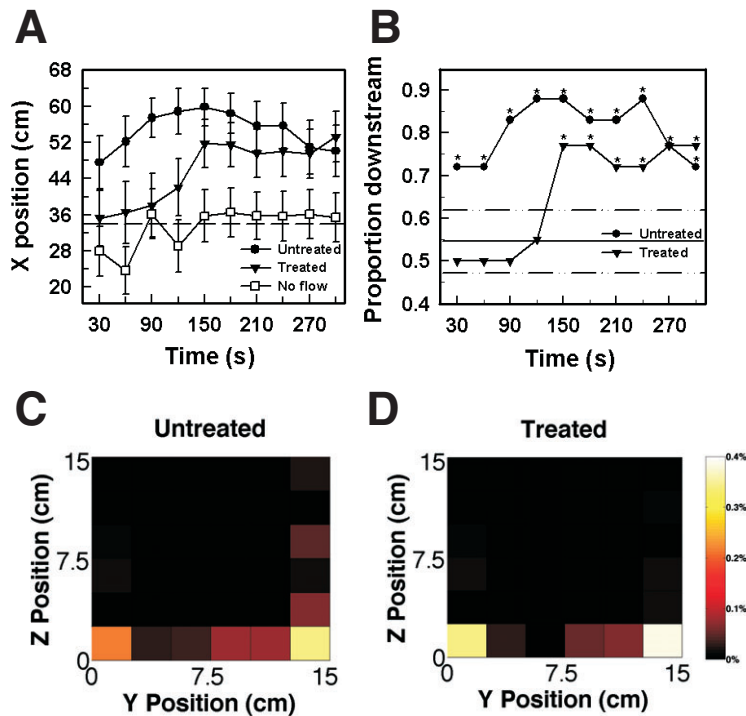 A
B
68
60
52
44
36
28
20
X position (cm)
Untreated
Treated
No flow
30 90 150 210 270
Time (s)
0.9
0.8
0.7
0.6
0.5
0.4
Proportion downstream
* * * * * * * * * *
* * * * * *
Untreated
Treated
30 90 150 210 270
Time (s)
C
D
Untreated
15
7.5
0
Z Position (cm)
0 7.5 15
Y Position (cm)
Treated
15
7.5
0
Z Position (cm)
0 7.5 15
Y Position (cm)
0.4%
0.3%
0.2%
0.1%
0%